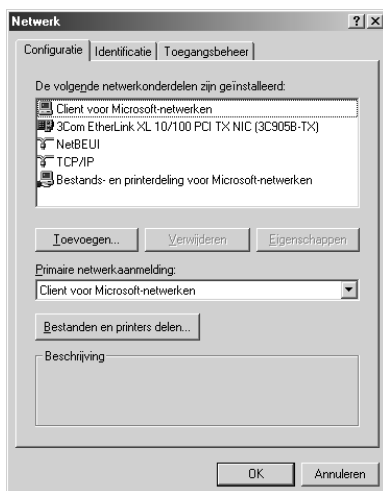 Netwerk
Configuratie
Identificatie
Toegangsbeheer
De volgende netwerkonderdelen zijn geïnstalleerd:
Client voor Microsoft-netwerken
3Com EtherLink XL 10/100 PCI TX NIC (3C905B-TX)
NetBEUI
TCP/IP
Bestands- en printerdeling voor Microsoft-netwerken
Toevoegen...
Verwijderen
Eigenschappen
Primaire netwerkaanmelding:
Client voor Microsoft-netwerken
Bestanden en printers delen...
Beschrijving
OK
Annuleren